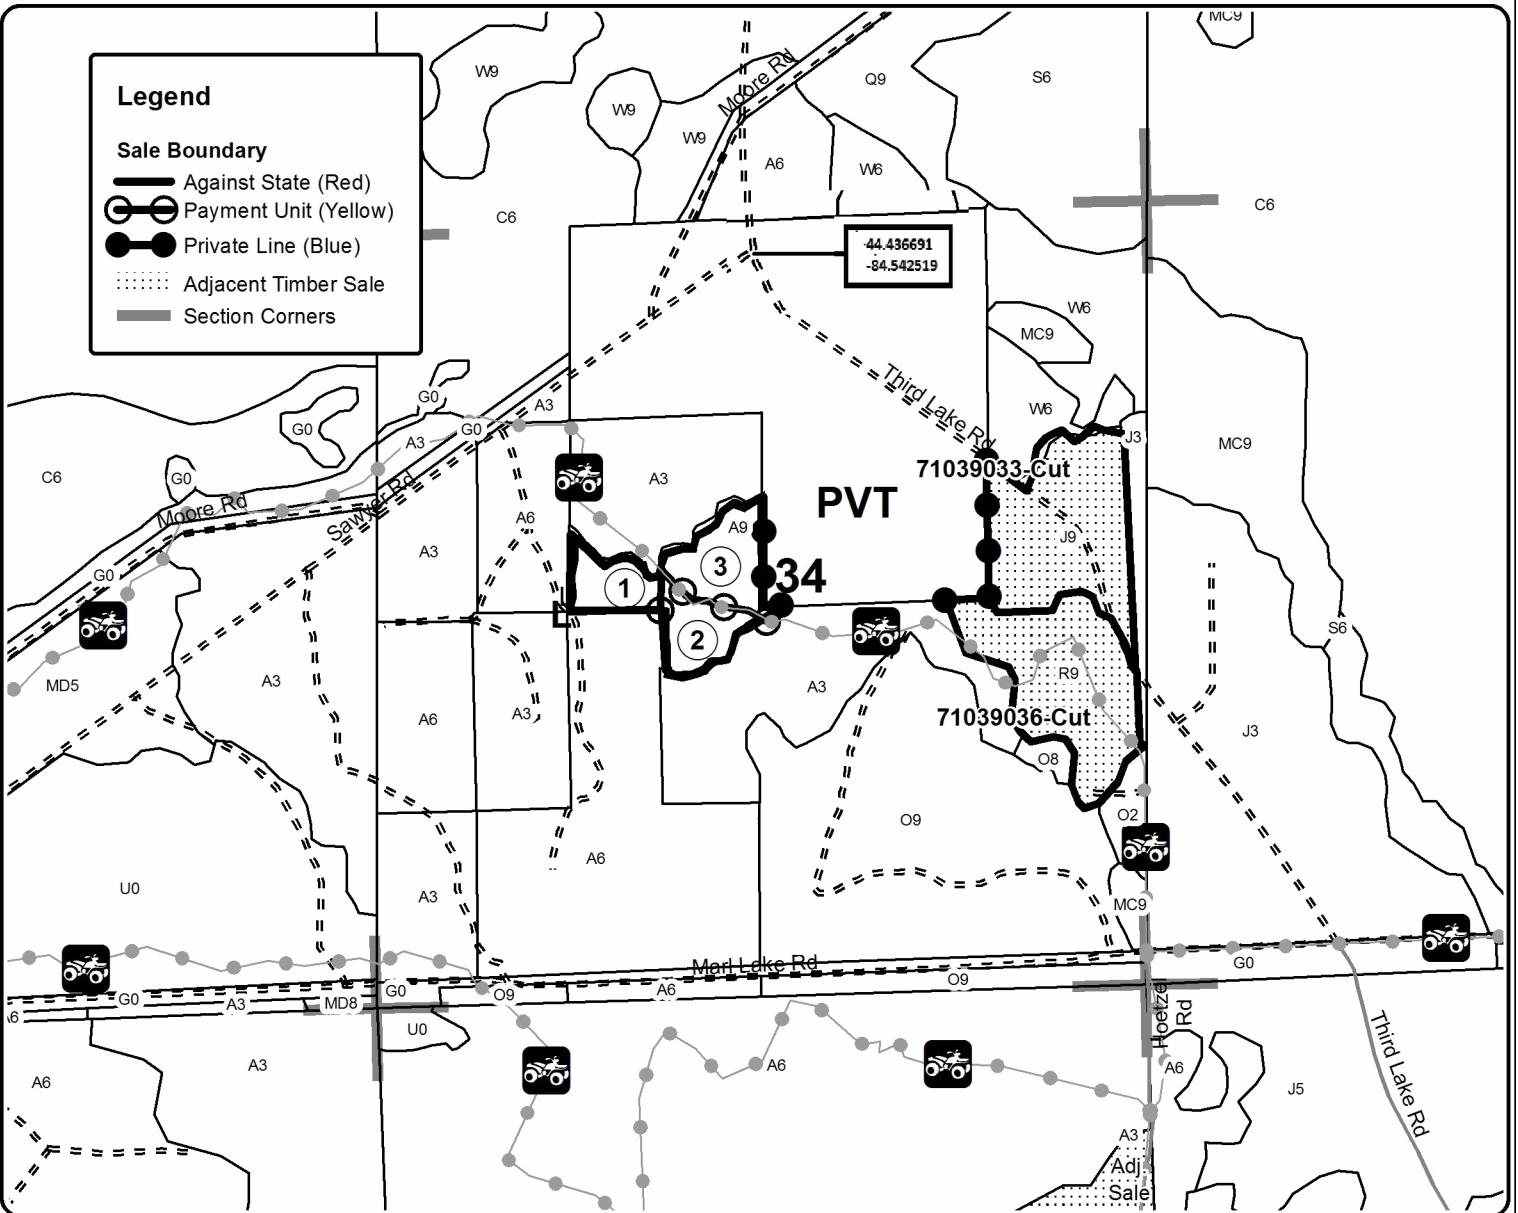 MC9
W9
Q9
S6
Moore Rd
W9
W9
A6
W6
C6
C6
Legend
Sale Boundary
Against State (Red)
Payment Unit (Yellow)
Private Line (Blue)
Adjacent Timber Sale
Section Corners
44.436691
-84.542519
W6
MC9
Third Lake Rd
W6
G0
A3
G0
G0
A3
J3
MC9
C6
G0
A3
71039033-Cut
PVT
Moore Rd
Sawyer Rd
A6
A9
J9
A3
3
34
G0
1
S6
2
MD5
A3
A3
R9
A6
A3
71039036-Cut
J3
O8
O9
O2
A6
U0
A3
MC9
Marl Lake Rd
G0
O9
G0
A6
O9
G0
A3
MD8
A6
U0
Hoetzel
Rd
Third Lake Rd
A3
A6
A6
A6
J5
A3
Adj
Sale